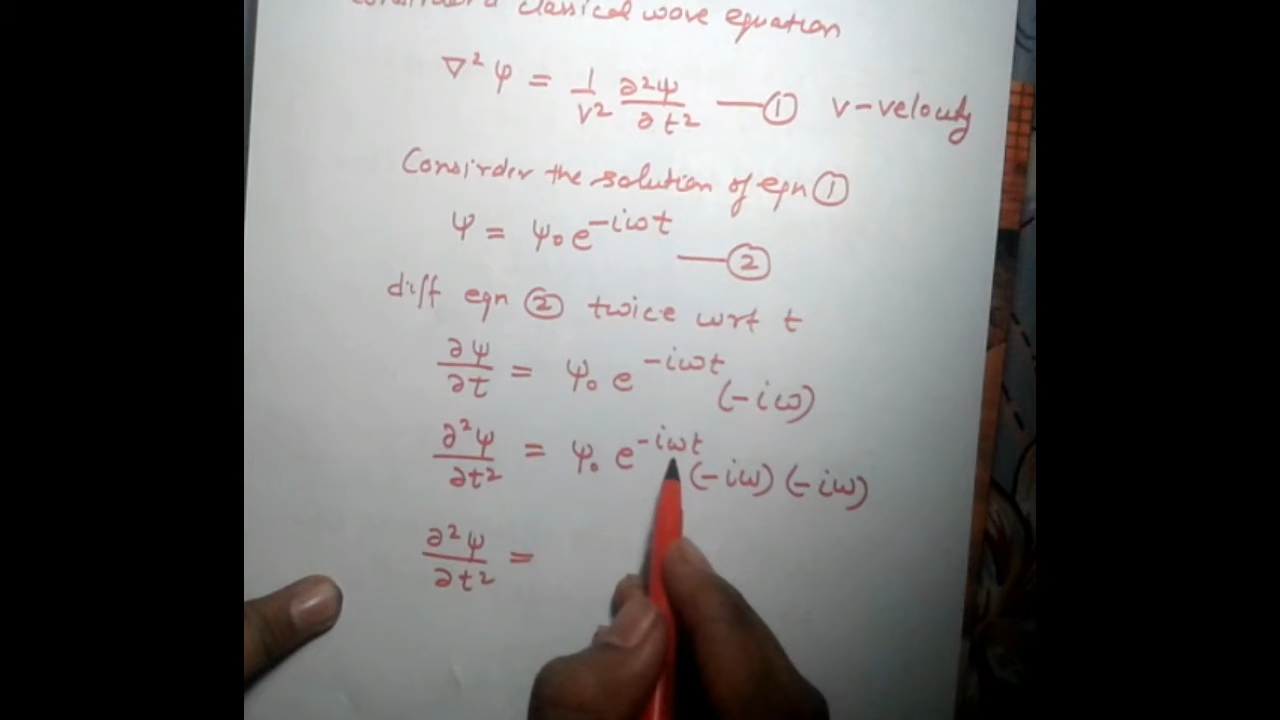 classical wave equation
∇²ψ = 1/v² ∂²ψ/∂t² —① v-velocity
Consirder the solution of eqn ①
ψ = ψ₀e^{-iωt} —②
diff eqn ② twice wrt t
∂ψ/∂t = ψ₀ e^{-iωt} (-iω)
∂²ψ/∂t² = ψ₀ e^{-iωt} (-iω) (-iω)
∂²ψ/∂t² =